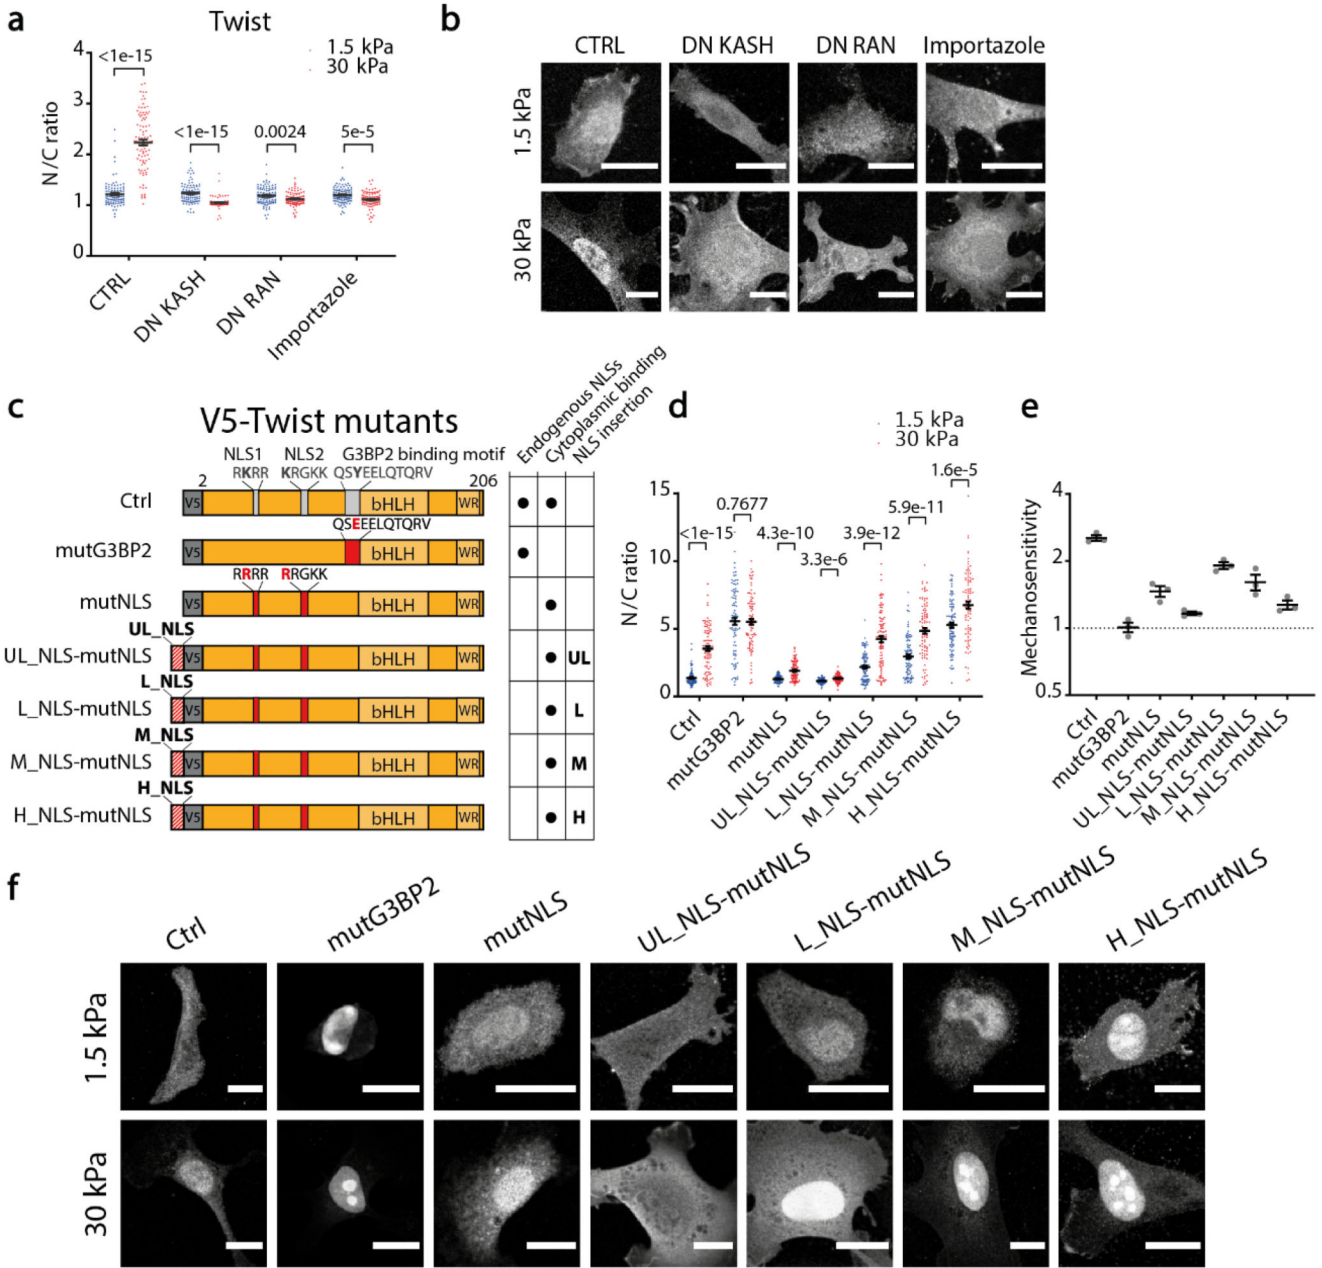 a
Twist
1.5 kPa
30 kPa
N/C ratio
4
3
2
1
0
<1e-15
<1e-15
0.0024
5e-5
CTRL
DN KASH
DN RAN
Importazole
b
CTRL
DN KASH
DN RAN
Importazole
1.5 kPa
30 kPa
c
V5-Twist mutants
Endogenous NLSs
Cytoplasmic binding
NLS insertion
NLS1
NLS2
G3BP2 binding motif
RKRR
KRGKK
QSYEELQTQRV
2
206
Ctrl
V5
bHLH
WR
QSEEELQTQRV
mutG3BP2
V5
bHLH
WR
RRRR
RRGKK
mutNLS
V5
bHLH
WR
UL_NLS
UL_NLS-mutNLS
V5
bHLH
WR
UL
L_NLS
L_NLS-mutNLS
V5
bHLH
WR
L
M_NLS
M_NLS-mutNLS
V5
bHLH
WR
M
H_NLS
H_NLS-mutNLS
V5
bHLH
WR
H
d
1.5 kPa
30 kPa
N/C ratio
15
10
5
0
<1e-15
0.7677
4.3e-10
3.3e-6
3.9e-12
5.9e-11
1.6e-5
Ctrl
mutG3BP2
mutNLS
UL_NLS-mutNLS
L_NLS-mutNLS
M_NLS-mutNLS
H_NLS-mutNLS
e
Mechanosensitivity
4
2
1
0.5
Ctrl
mutG3BP2
mutNLS
UL_NLS-mutNLS
L_NLS-mutNLS
M_NLS-mutNLS
H_NLS-mutNLS
f
Ctrl
mutG3BP2
mutNLS
UL_NLS-mutNLS
L_NLS-mutNLS
M_NLS-mutNLS
H_NLS-mutNLS
1.5 kPa
30 kPa